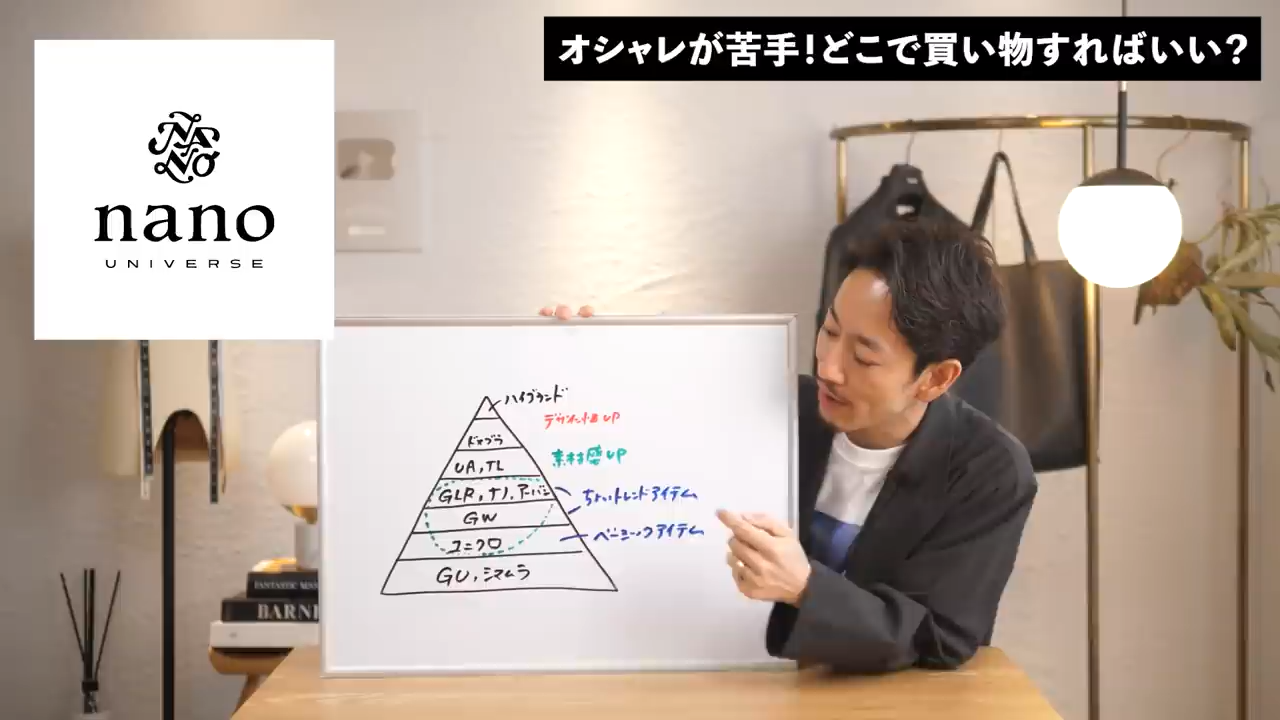 オシャレが苦手!どこで買い物すればいい?
NANO
nano
UNIVERSE
ハイブランド
デザイン性UP
ドメブラ
UA,TL
素材感UP
GLR,ナノ,アーバン
ちょいトレンドアイテム
GW
ユニクロ
ベーシックアイテム
GU,シマムラ
FANTASTIC MAN
BARNE